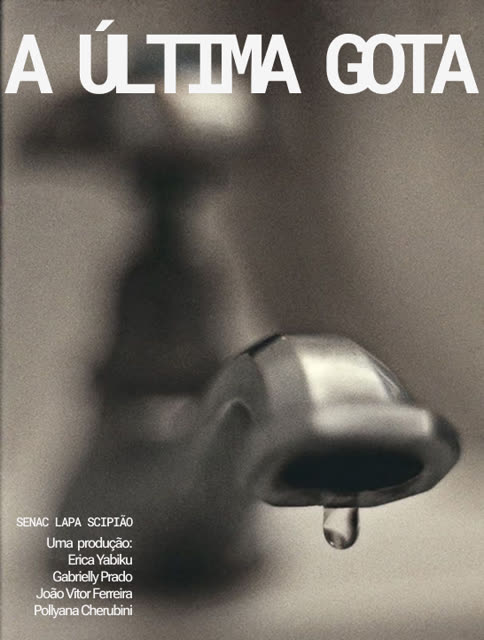 A ÚLTIMA GOTA
SENAC LAPA SCIPIÃO
Uma produção:
Erica Yabiku
Gabrielly Prado
João Vitor Ferreira
Pollyana Cherubini